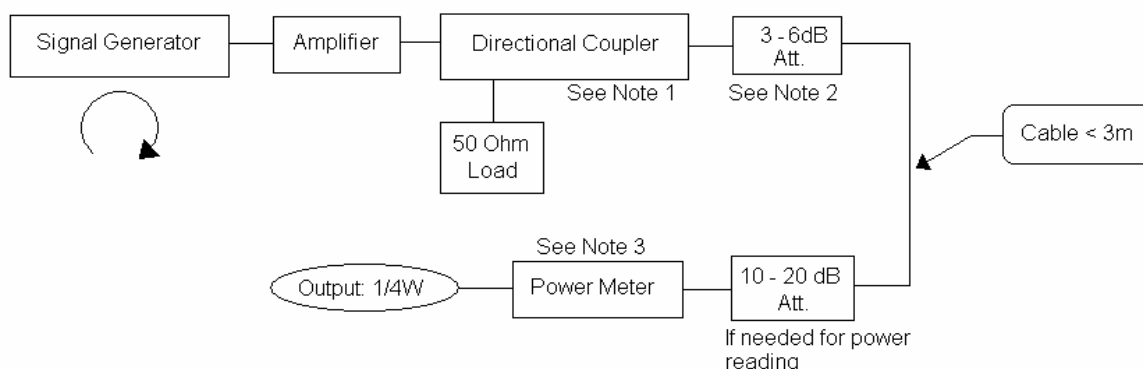 Signal Generator
Amplifier
Directional Coupler
3 - 6dB
Att.
See Note 1
See Note 2
50 Ohm
Load
Cable < 3m
See Note 3
Output: 1/4W
Power Meter
10 - 20 dB
Att.
If needed for power
reading